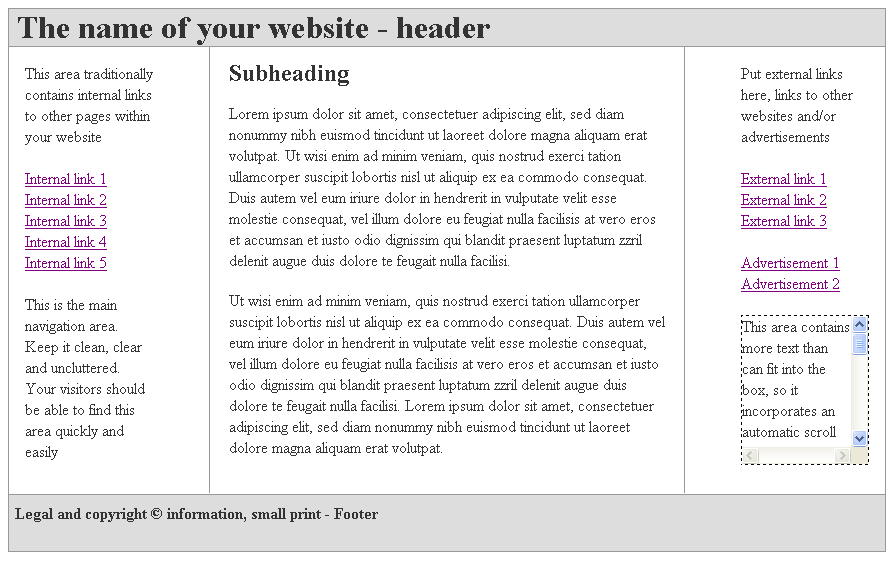 The name of your website - header
This area traditionally
contains internal links
to other pages within
your website
Internal link 1
Internal link 2
Internal link 3
Internal link 4
Internal link 5
This is the main
navigation area.
Keep it clean, clear
and uncluttered.
Your visitors should
be able to find this
area quickly and
easily
Subheading
Lorem ipsum dolor sit amet, consectetuer adipiscing elit, sed diam
nonummy nibh euismod tincidunt ut laoreet dolore magna aliquam erat
volutpat. Ut wisi enim ad minim veniam, quis nostrud exerci tation
ullamcorper suscipit lobortis nisl ut aliquip ex ea commodo consequat.
Duis autem vel eum iriure dolor in hendrerit in vulputate velit esse
molestie consequat, vel illum dolore eu feugiat nulla facilisis at vero eros
et accumsan et iusto odio dignissim qui blandit praesent luptatum zzril
delenit augue duis dolore te feugait nulla facilisi.
Ut wisi enim ad minim veniam, quis nostrud exerci tation ullamcorper
suscipit lobortis nisl ut aliquip ex ea commodo consequat. Duis autem vel
eum iriure dolor in hendrerit in vulputate velit esse molestie consequat,
vel illum dolore eu feugiat nulla facilisis at vero eros et accumsan et iusto
odio dignissim qui blandit praesent luptatum zzril delenit augue duis
dolore te feugait nulla facilisi. Lorem ipsum dolor sit amet, consectetuer
adipiscing elit, sed diam nonummy nibh euismod tincidunt ut laoreet
dolore magna aliquam erat volutpat.
Put external links
here, links to other
websites and/or
advertisements
External link 1
External link 2
External link 3
Advertisement 1
Advertisement 2
This area contains
more text than
can fit into the
box, so it
incorporates an
automatic scroll
Legal and copyright © information, small print - Footer